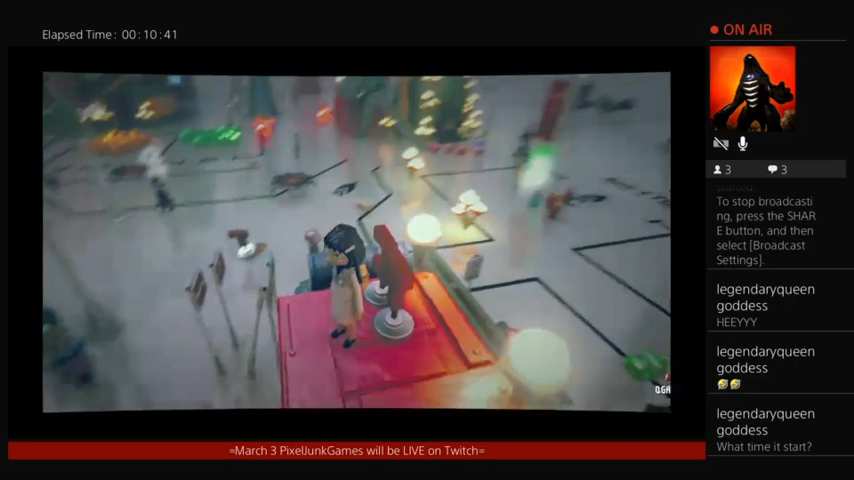 Elapsed Time: 00:10:41
ON AIR
3
3
started.
To stop broadcasti
ng, press the SHAR
E button, and then
select [Broadcast
Settings].
legendaryqueen
goddess
HEEYYY
legendaryqueen
goddess
🤣🤣
legendaryqueen
goddess
What time it start?
=March 3 PixelJunkGames will be LIVE on Twitch=